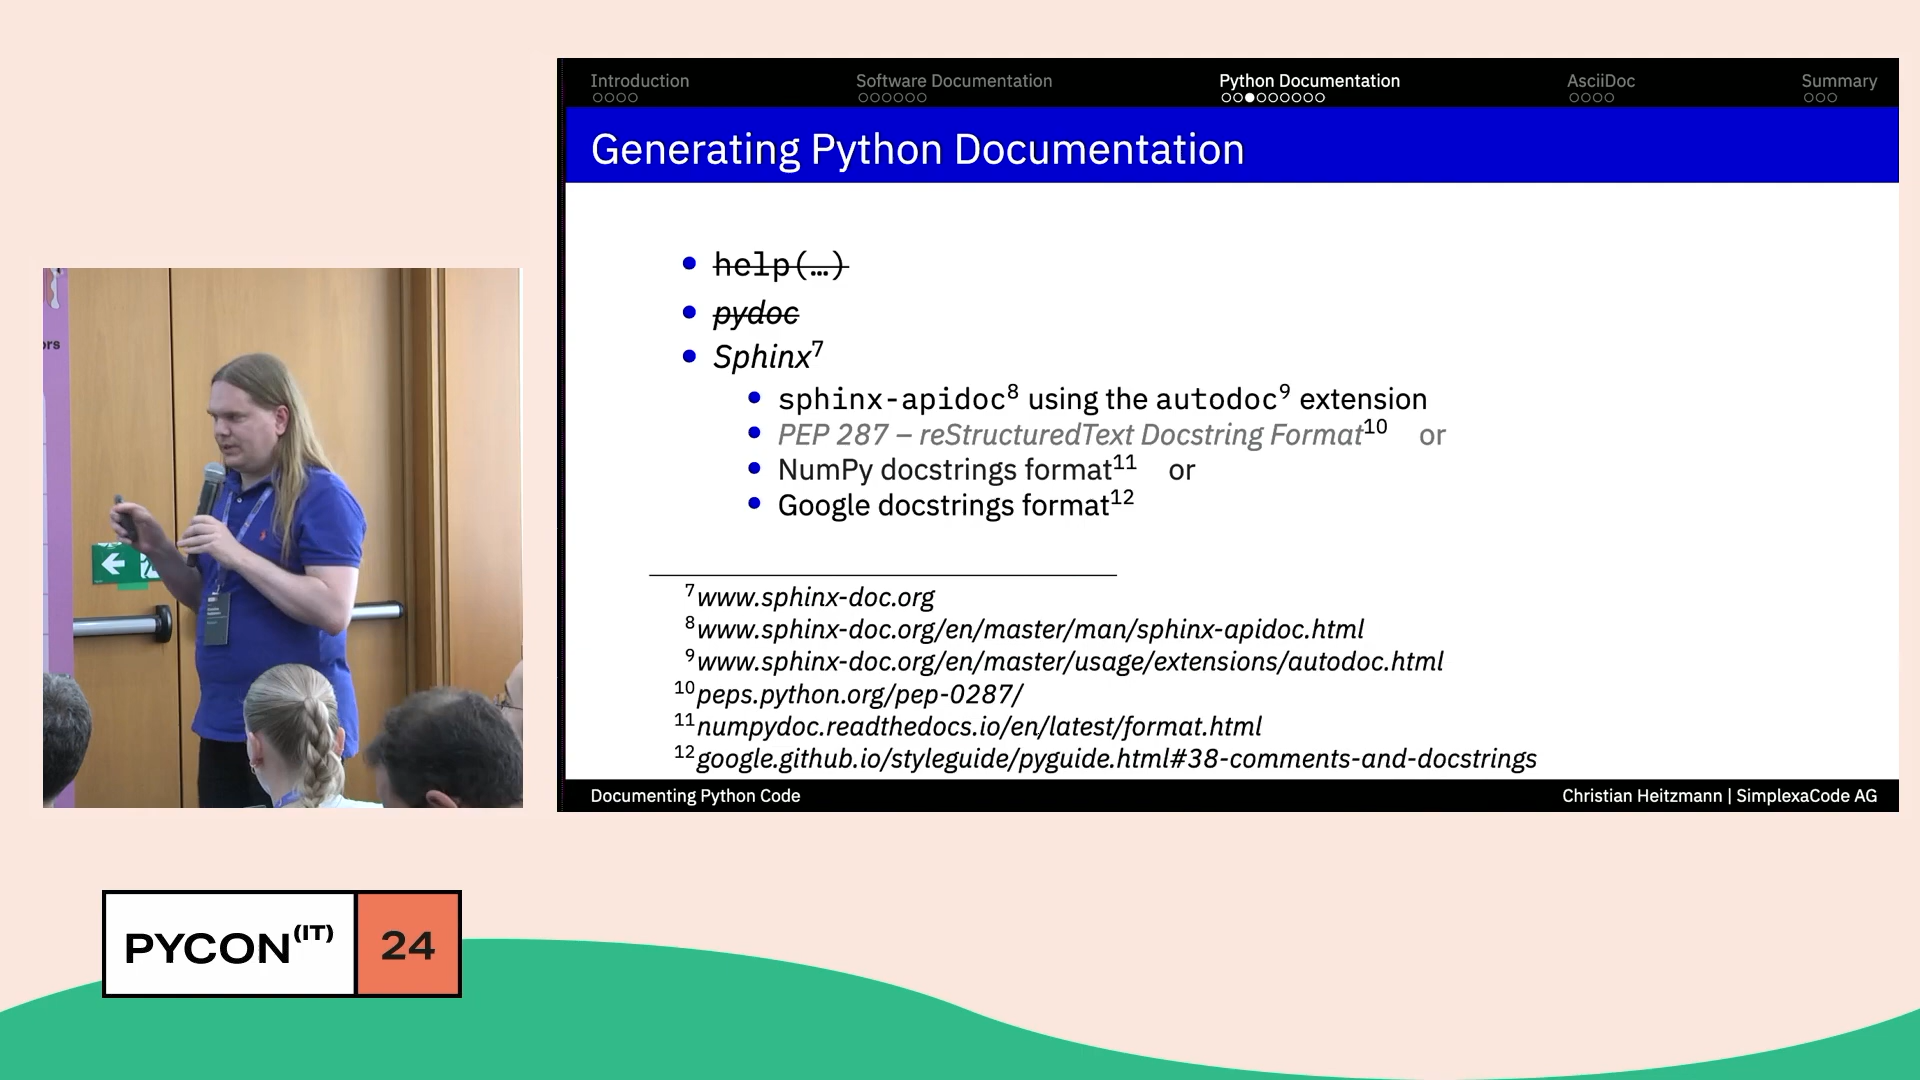 Introduction
Software Documentation
Python Documentation
AsciiDoc
Summary
Generating Python Documentation
help(…)
pydoc
Sphinx7
sphinx-apidoc8 using the autodoc9 extension
PEP 287 – reStructuredText Docstring Format10 or
NumPy docstrings format11 or
Google docstrings format12
7www.sphinx-doc.org
8www.sphinx-doc.org/en/master/man/sphinx-apidoc.html
9www.sphinx-doc.org/en/master/usage/extensions/autodoc.html
10peps.python.org/pep-0287/
11numpydoc.readthedocs.io/en/latest/format.html
12google.github.io/styleguide/pyguide.html#38-comments-and-docstrings
Documenting Python Code
Christian Heitzmann | SimplexaCode AG
ors
PYCON(IT) 24